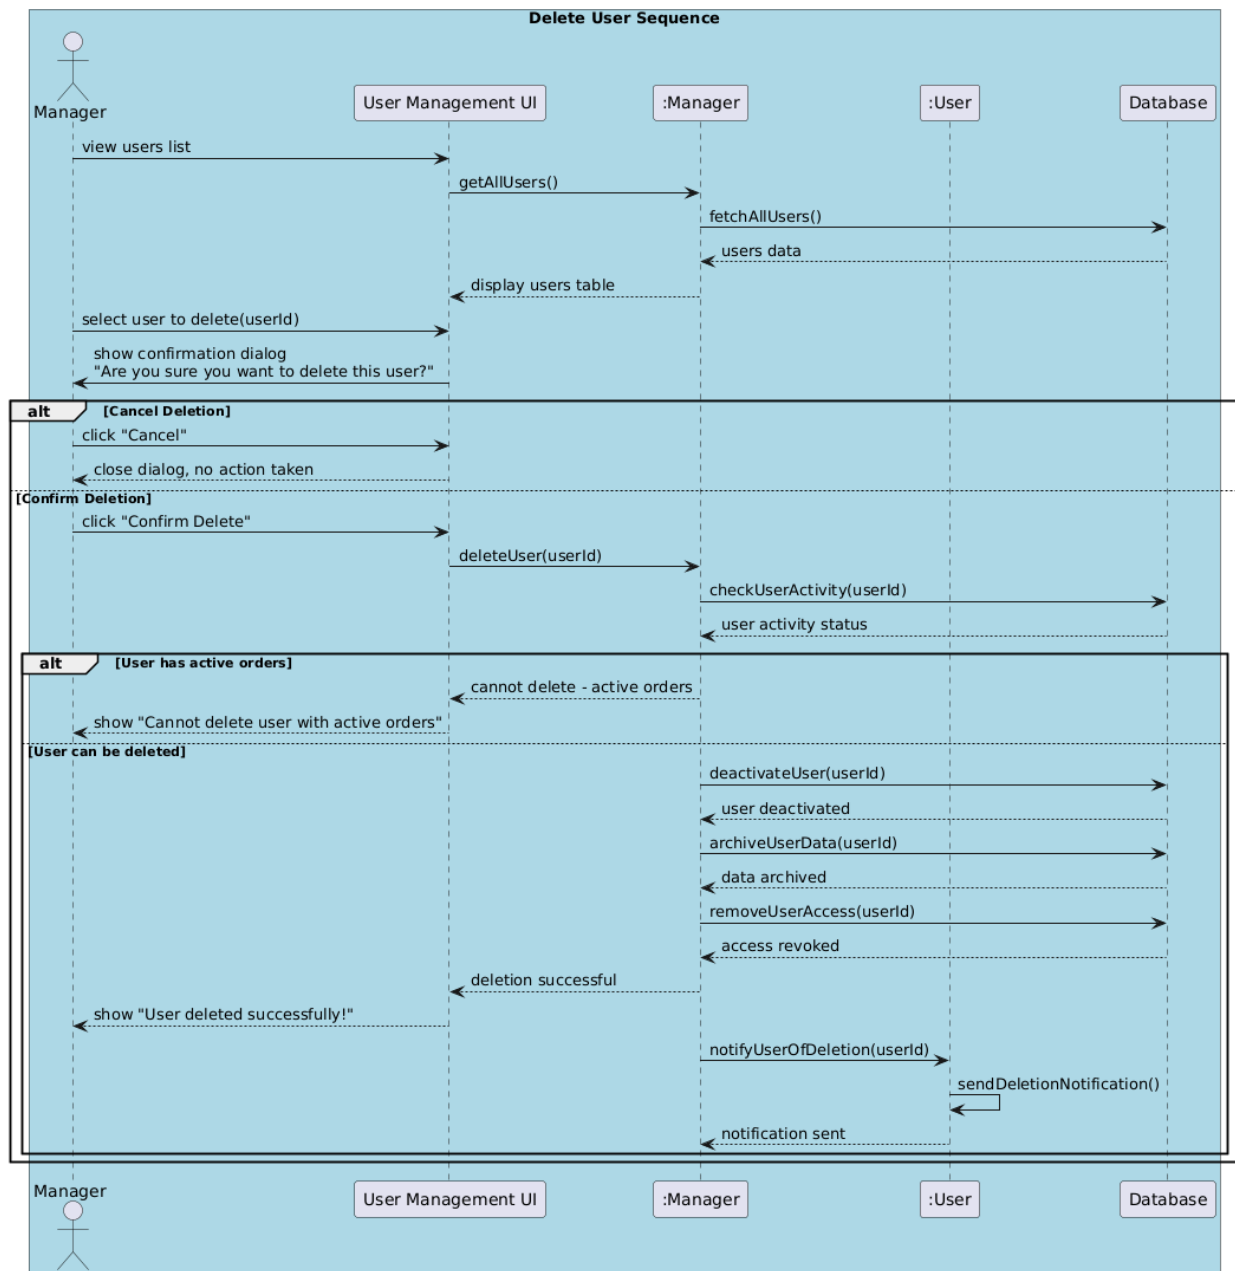 Delete User Sequence
Manager
User Management UI
:Manager
:User
Database
view users list
getAllUsers()
fetchAllUsers()
users data
display users table
select user to delete(userId)
show confirmation dialog
"Are you sure you want to delete this user?"
alt
[Cancel Deletion]
click "Cancel"
close dialog, no action taken
[Confirm Deletion]
click "Confirm Delete"
deleteUser(userId)
checkUserActivity(userId)
user activity status
alt
[User has active orders]
cannot delete - active orders
show "Cannot delete user with active orders"
[User can be deleted]
deactivateUser(userId)
user deactivated
archiveUserData(userId)
data archived
removeUserAccess(userId)
access revoked
deletion successful
show "User deleted successfully!"
notifyUserOfDeletion(userId)
sendDeletionNotification()
notification sent
Manager
User Management UI
:Manager
:User
Database